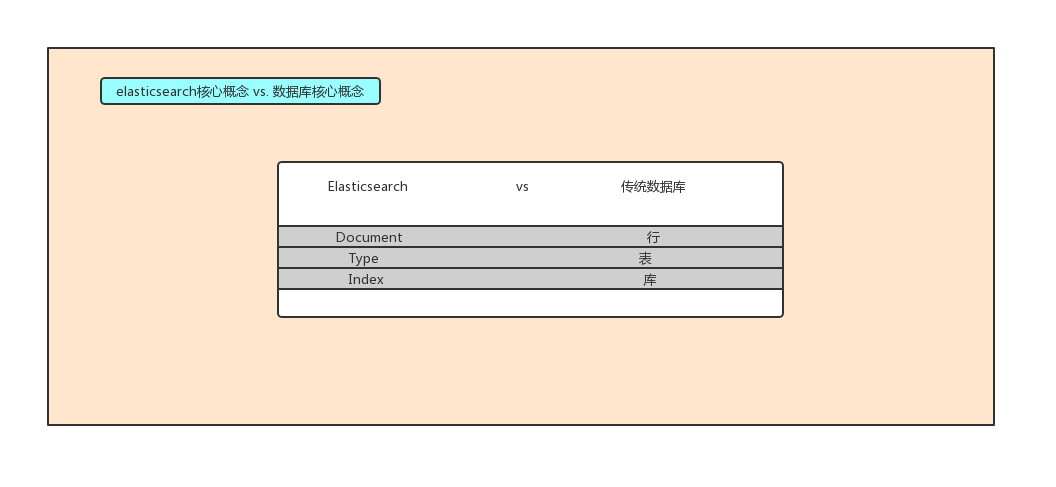 elasticsearch核心概念 vs. 数据库核心概念
Elasticsearch vs 传统数据库
Document 行
Type 表
Index 库